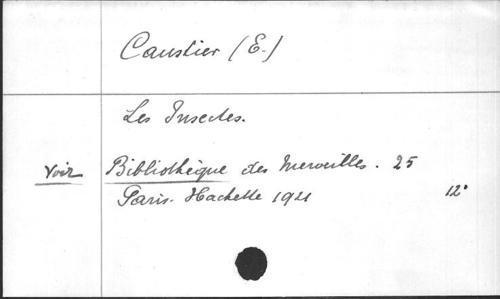 Caustier (E.)
Les Insectes.
Voir Bibliothèque des Merveilles. 25
Paris. Hachette 1921 12°